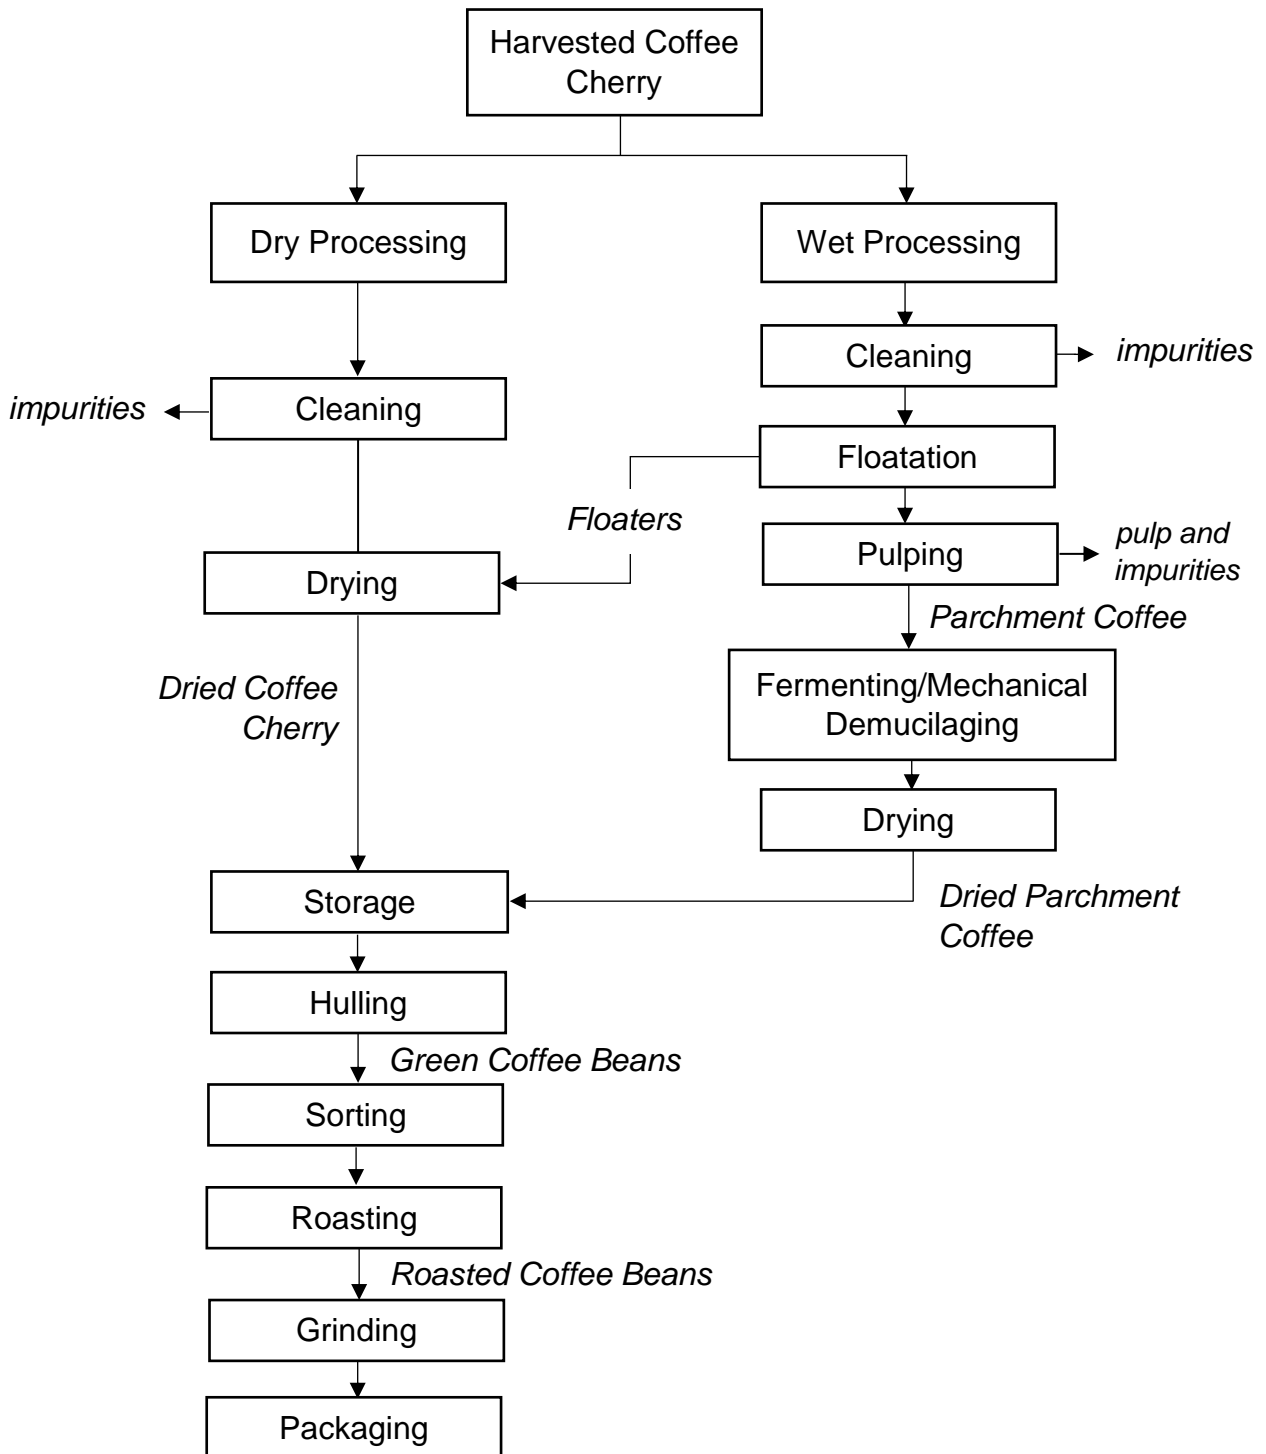 Harvested Coffee
Cherry
Dry Processing
Wet Processing
Cleaning
impurities
impurities
Cleaning
Floatation
Floaters
Pulping
pulp and
impurities
Drying
Parchment Coffee
Dried Coffee
Cherry
Fermenting/Mechanical
Demucilaging
Drying
Storage
Dried Parchment
Coffee
Hulling
Green Coffee Beans
Sorting
Roasting
Roasted Coffee Beans
Grinding
Packaging